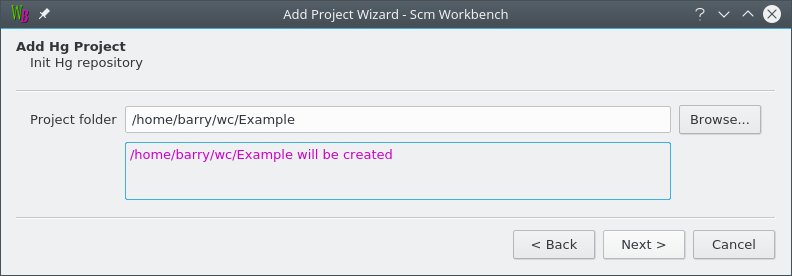 WB
Add Project Wizard - Scm Workbench
?
Add Hg Project
Init Hg repository
Project folder /home/barry/wc/Example Browse...
/home/barry/wc/Example will be created
< Back Next > Cancel